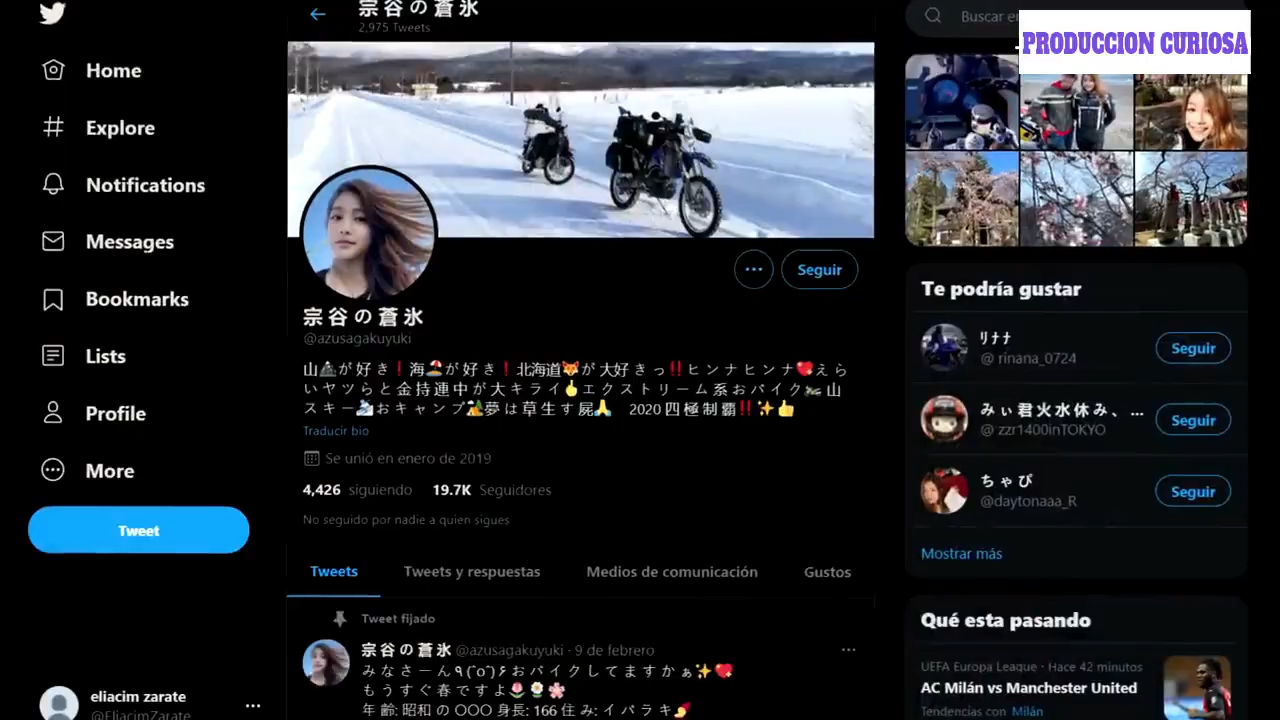 宗谷の蒼氷
2,975 Tweets
Buscar en
PRODUCCION CURIOSA
Home
Explore
Notifications
Messages
Bookmarks
Lists
Profile
More
Tweet
eliacim zarate
@EliacimZarate
Seguir
宗谷の蒼氷
@azusagakuyuki
山🏔が好き❗海🏖が好き❗北海道🦊が大好きっ‼ヒンナヒンナ💖えら
いヤツらと金持連中が大キライ🖕エクストリーム系おバイク🏍山
スキー🏂おキャンプ🏕夢は草生す屍🙏 2020四極制覇‼✨👍
Traducir bio
Se unió en enero de 2019
4,426 siguiendo 19.7K Seguidores
No seguido por nadie a quien sigues
Tweets Tweets y respuestas Medios de comunicación Gustos
Tweet fijado
宗谷の蒼氷 @azusagakuyuki · 9 de febrero
みなさーん٩(ˊoˋ)۶おバイクしてますかぁ✨💖
もうすぐ春ですよ🌷🌼🌸
年齢:昭和の〇〇〇 身長:166 住み:イバラキ
Te podría gustar
リナナ
@rinana_0724
Seguir
みぃ君火水休み、...
@zzr1400inTOKYO
Seguir
ちゃぴ
@daytonaaa_R
Seguir
Mostrar más
Qué esta pasando
UEFA Europa League · Hace 42 minutos
AC Milán vs Manchester United
Tendencias con Milán